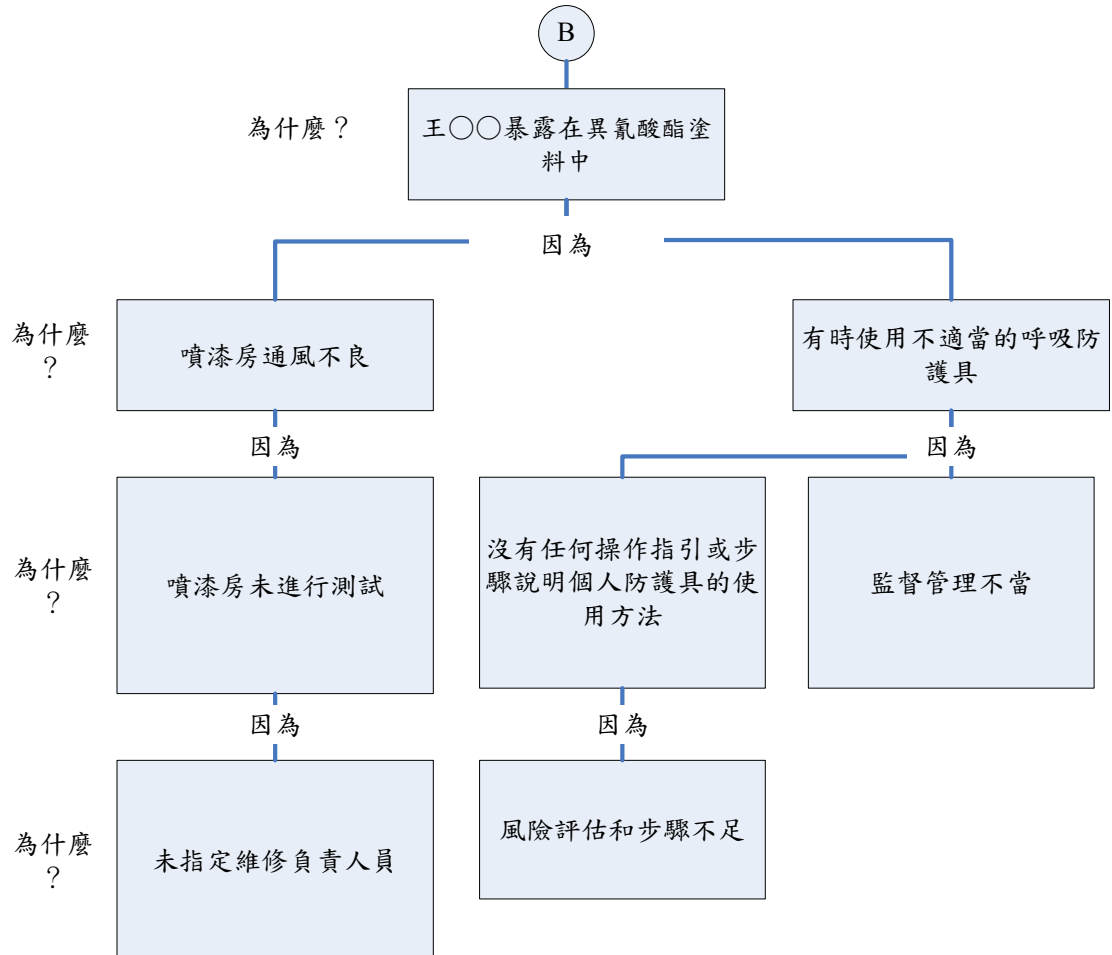 B
為什麼？
王○○暴露在異氰酸酯塗
料中
因為
為什麼
？
噴漆房通風不良
有時使用不適當的呼吸防
護具
因為
因為
為什麼
？
噴漆房未進行測試
沒有任何操作指引或步
驟說明個人防護具的使
用方法
監督管理不當
因為
因為
為什麼
？
未指定維修負責人員
風險評估和步驟不足